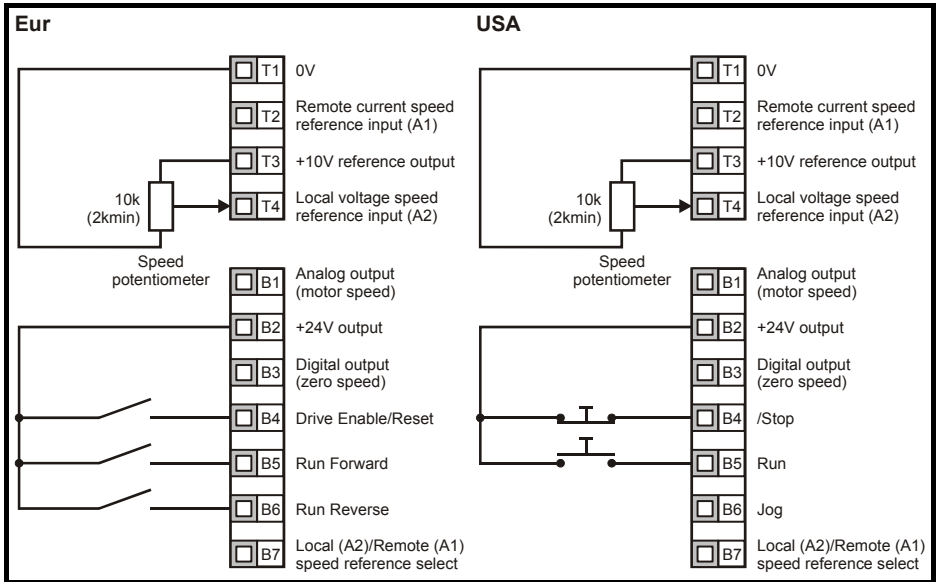 Eur
T1 0V
T2 Remote current speed
reference input (A1)
T3 +10V reference output
10k
(2kmin)
T4 Local voltage speed
reference input (A2)
Speed
potentiometer
B1 Analog output
(motor speed)
B2 +24V output
B3 Digital output
(zero speed)
B4 Drive Enable/Reset
B5 Run Forward
B6 Run Reverse
B7 Local (A2)/Remote (A1)
speed reference select
USA
T1 0V
T2 Remote current speed
reference input (A1)
T3 +10V reference output
10k
(2kmin)
T4 Local voltage speed
reference input (A2)
Speed
potentiometer
B1 Analog output
(motor speed)
B2 +24V output
B3 Digital output
(zero speed)
B4 /Stop
B5 Run
B6 Jog
B7 Local (A2)/Remote (A1)
speed reference select